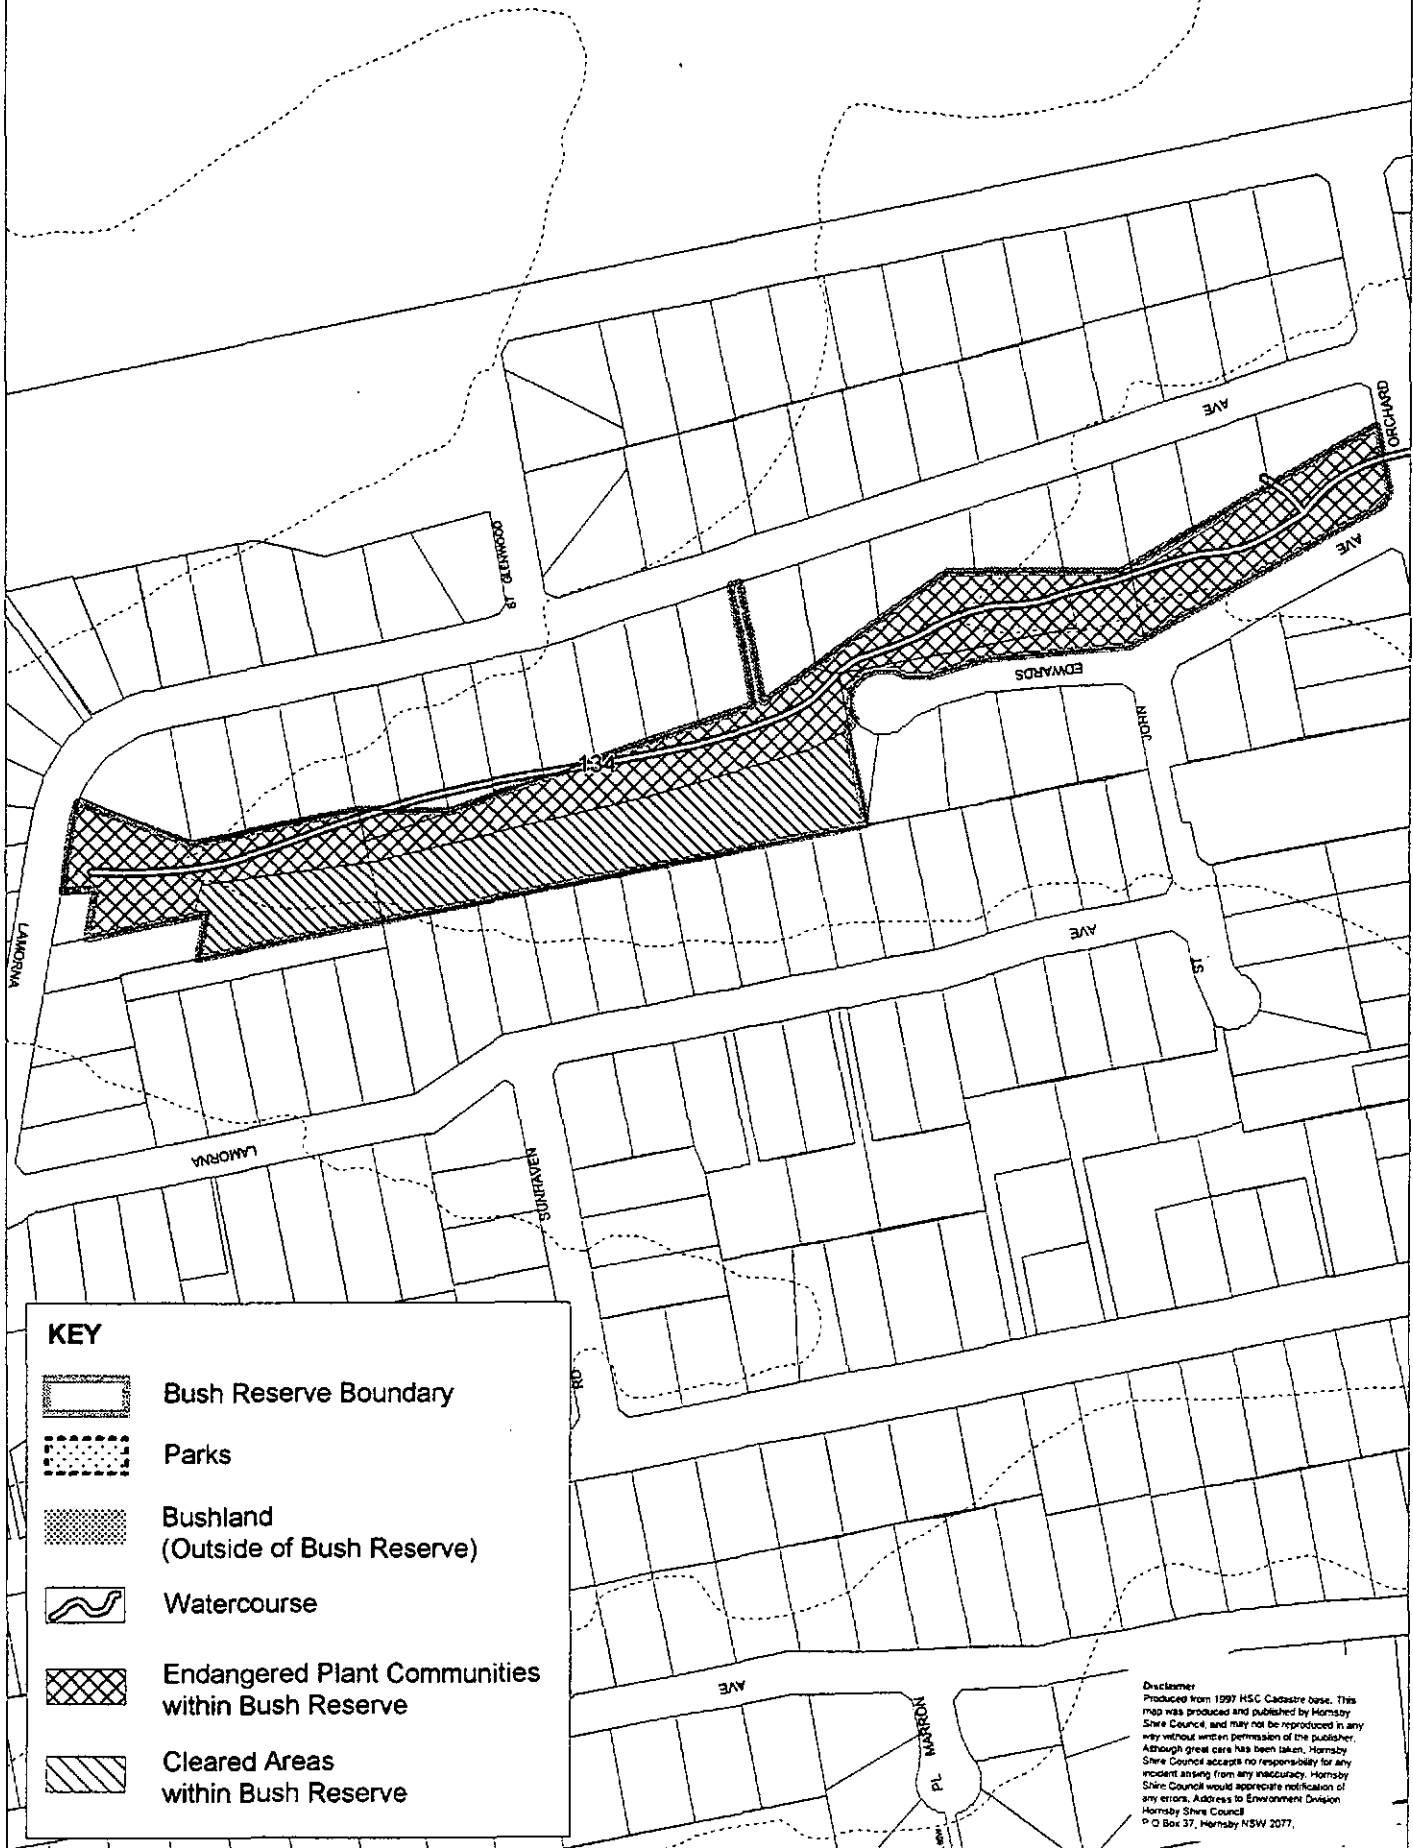 AVE
ORCHARD
ST GLENWOOD
AVE
EDWARDS
JOHN
134
LAMORNA
AVE
ST
LAMORNA
SUNHAVEN
RD
KEY
Bush Reserve Boundary
Parks
Bushland
(Outside of Bush Reserve)
Watercourse
Endangered Plant Communities
within Bush Reserve
Cleared Areas
within Bush Reserve
AVE
PL MARRON
Disclaimer
Produced from 1997 HSC Cadastre base. This
map was produced and published by Hornsby
Shire Council, and may not be reproduced in any
way without written permission of the publisher.
Although great care has been taken, Hornsby
Shire Council accepts no responsibility for any
incident arising from any inaccuracy. Hornsby
Shire Council would appreciate notification of
any errors, Address to Environment Division
Hornsby Shire Council
P O Box 37, Hornsby NSW 2077.